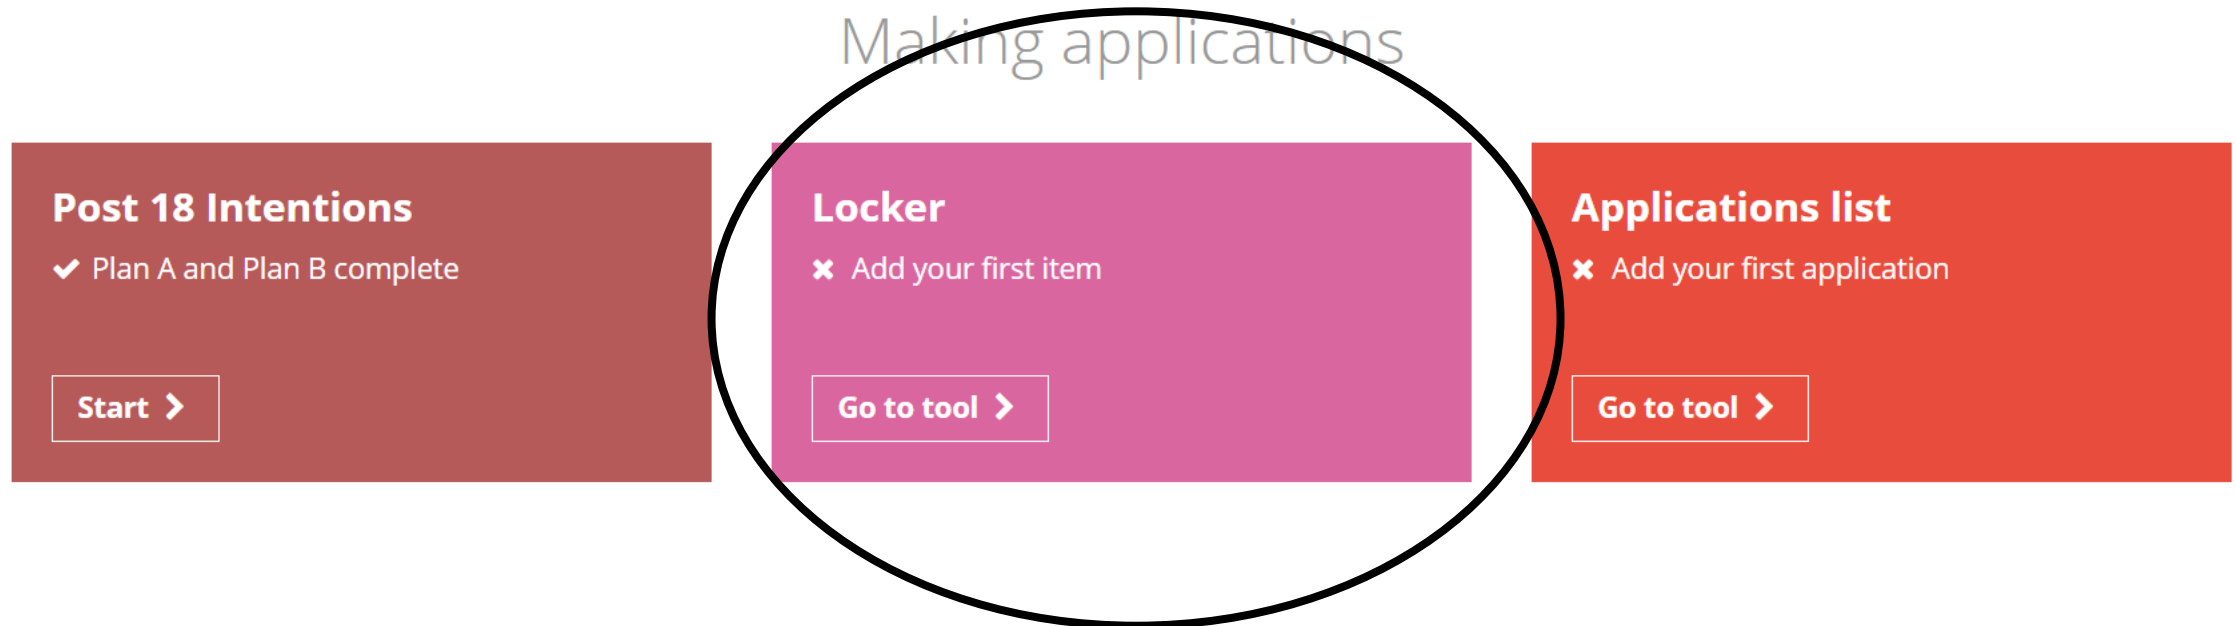 Making applications
Post 18 Intentions
Plan A and Plan B complete
Start
Locker
Add your first item
Go to tool
Applications list
Add your first application
Go to tool